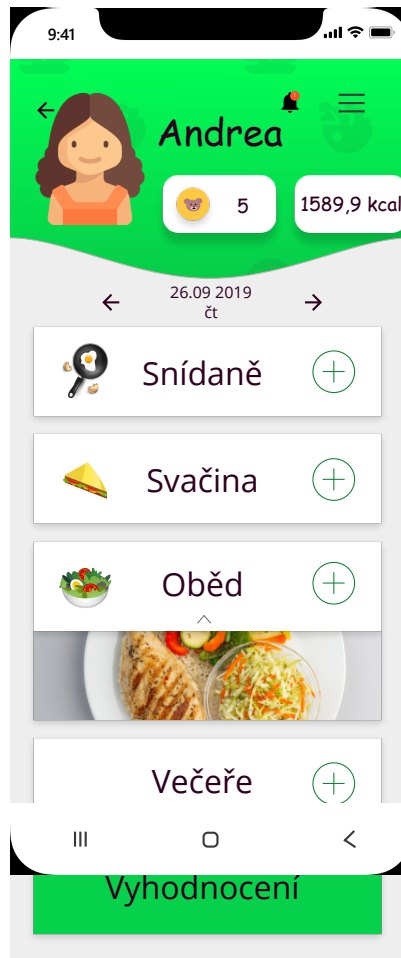 9:41
Andrea
5
1589,9 kcal
26.09 2019
čt
Snídaně
Svačina
Oběd
Večeře
Vyhodnocení